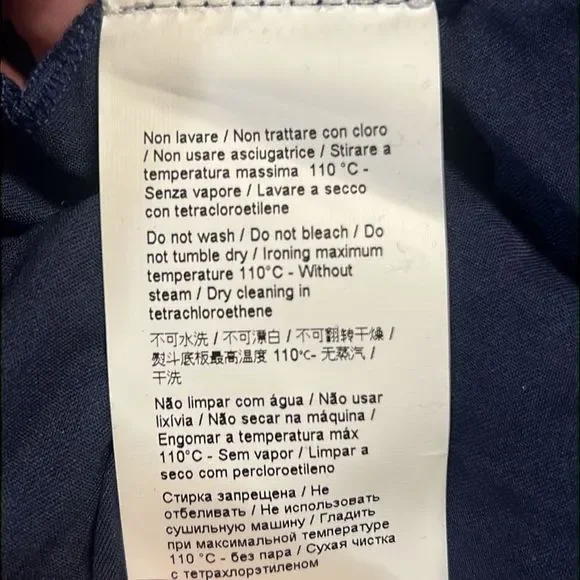 Non lavare / Non trattare con cloro
/ Non usare asciugatrice / Stirare a
temperatura massima 110 °C -
Senza vapore / Lavare a secco
con tetracloroetilene
Do not wash / Do not bleach / Do
not tumble dry / Ironing maximum
temperature 110°C - Without
steam / Dry cleaning in
tetrachloroethene
不可水洗 / 不可漂白 / 不可翻转干燥 /
熨斗底板最高温度 110℃- 无蒸汽 /
干洗
Não limpar com água / Não usar
lixívia / Não secar na máquina /
Engomar a temperatura máx
110°C - Sem vapor / Limpar a
seco com percloroetileno
Стирка запрещена / Не
отбеливать / Не использовать
сушильную машину / Гладить
при максимальной температуре
110 °C - без пара / Сухая чистка
с тетрахлорэтиленом